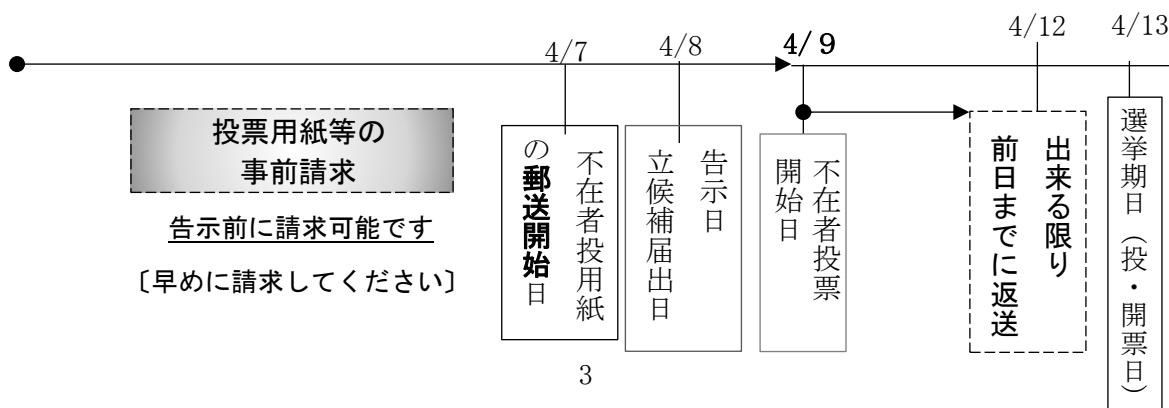 4/7
4/8
4/9
4/12
4/13
投票用紙等の
事前請求
告示前に請求可能です
〔早めに請求してください〕
不在者投用紙
の郵送開始日
告示日
立候補届出日
不在者投票
開始日
出来る限り
前日までに返送
選挙期日（投・開票日）
3